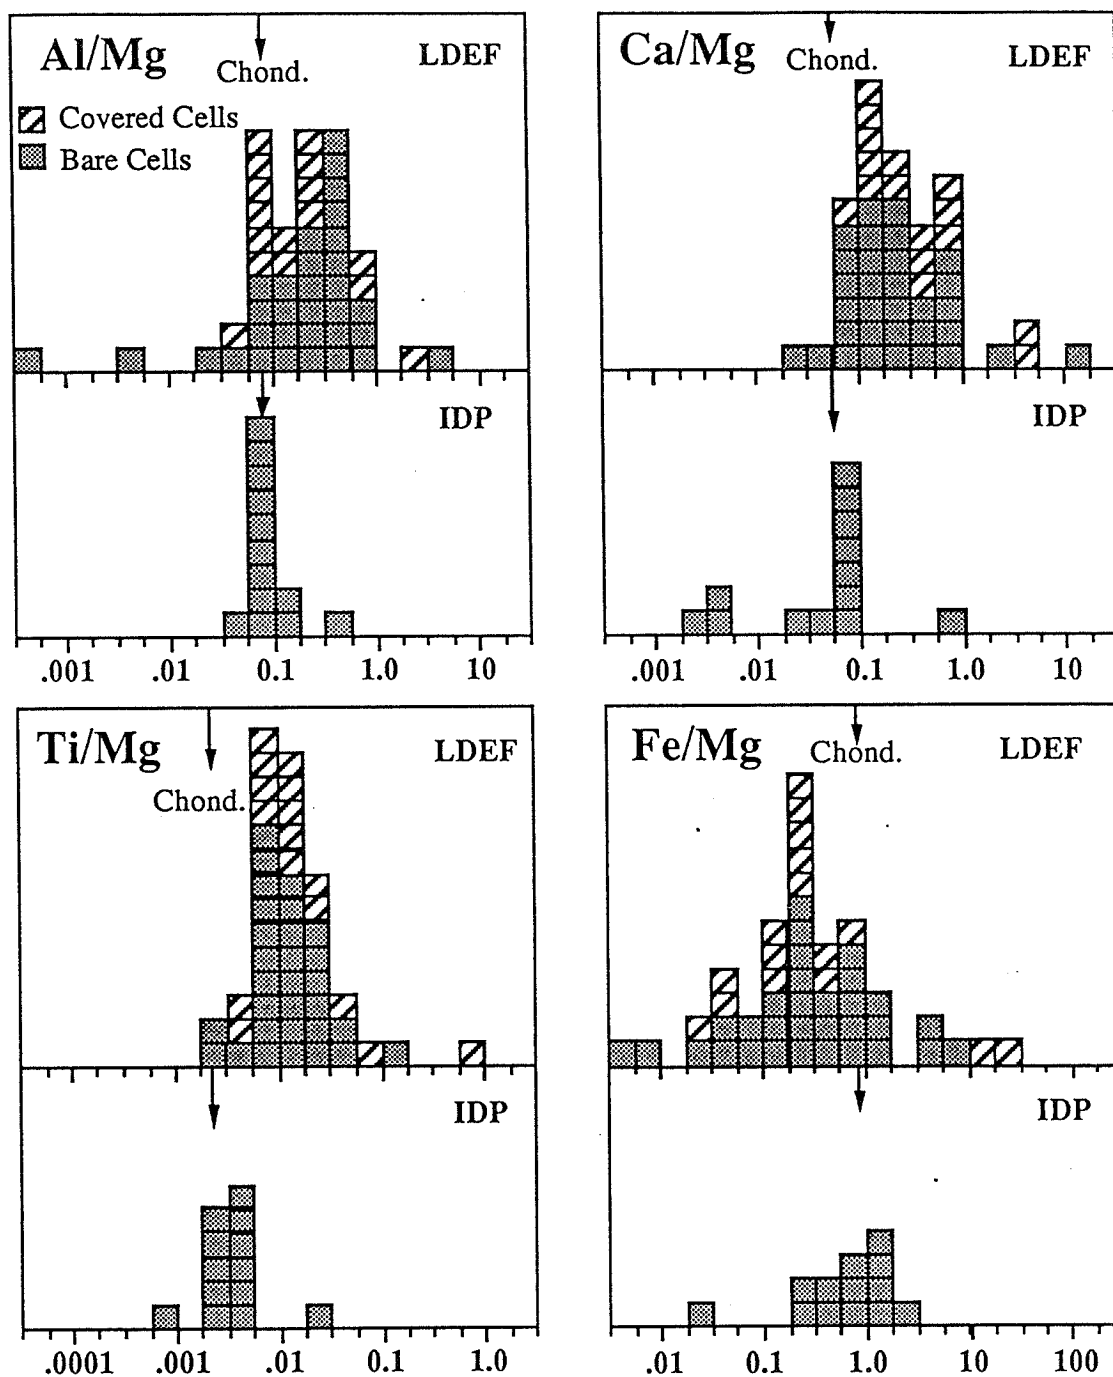 Al/Mg
Chond.
LDEF
Covered Cells
Bare Cells
IDP
.001 .01 0.1 1.0 10
Ca/Mg
Chond.
LDEF
IDP
.001 .01 0.1 1.0 10
Ti/Mg
Chond.
LDEF
IDP
.0001 .001 .01 0.1 1.0
Fe/Mg
Chond.
LDEF
IDP
.01 0.1 1.0 10 100